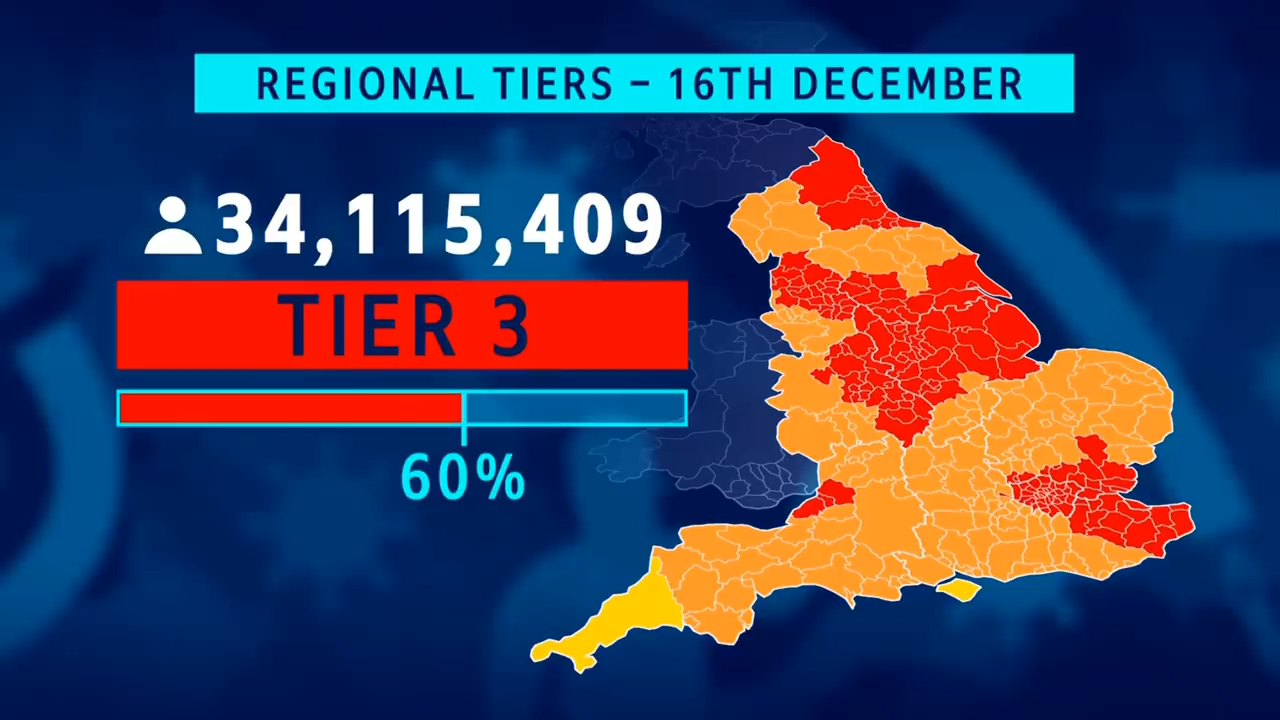 REGIONAL TIERS – 16TH DECEMBER
34,115,409
TIER 3
60%